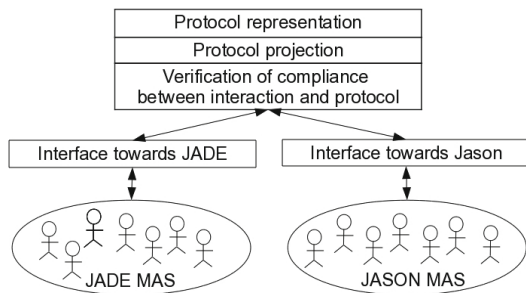 Protocol representation
Protocol projection
Verification of compliance
between interaction and protocol
Interface towards JADE
Interface towards Jason
JADE MAS
JASON MAS